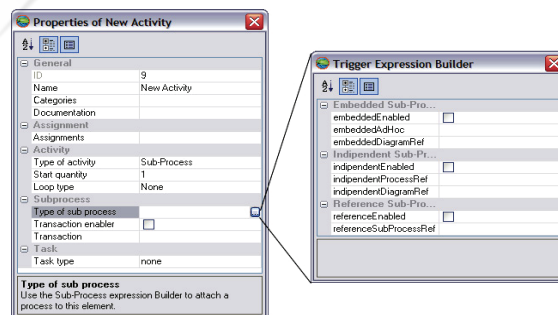 Properties of New Activity
General
ID 9
Name New Activity
Categories
Documentation
Assignment
Assignments
Activity
Type of activity Sub-Process
Start quantity 1
Loop type None
Subprocess
Type of sub process
Transaction enabler
Transaction
Task
Task type none
Type of sub process
Use the Sub-Process expression Builder to attach a
process to this element.
Trigger Expression Builder
Embedded Sub-Pro...
embeddedEnabled
embeddedAdHoc
embeddedDiagramRef
Indipendent Sub-Pr...
indipendentEnabled
indipendentProcessRef
indipendentDiagramRef
Reference Sub-Pro...
referenceEnabled
referenceSubProcessRef